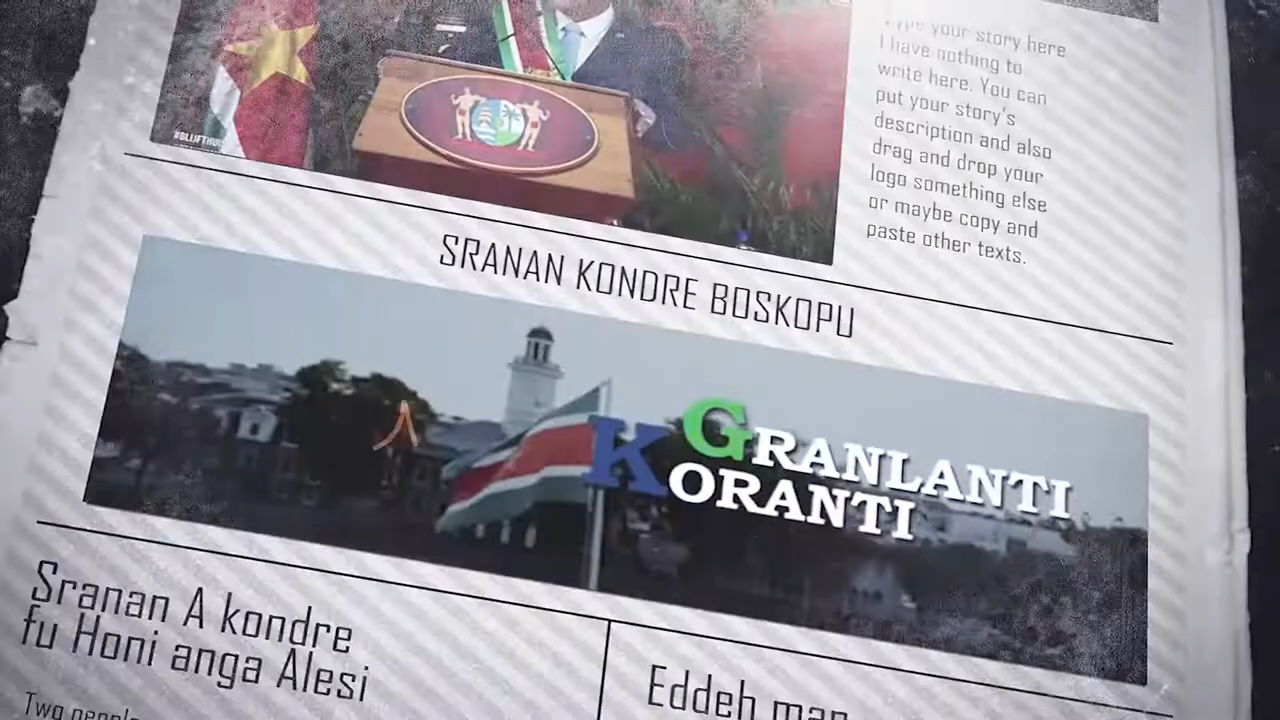 Type your story here
I have nothing to
write here. You can
put your story's
description and also
drag and drop your
logo something else
or maybe copy and
paste other texts.
SRANAN KONDRE BOSKOPU
GRANLANTI
KORANTI
Sranan A kondre
fu Honi anga Alesi
Eddeh man
Two people